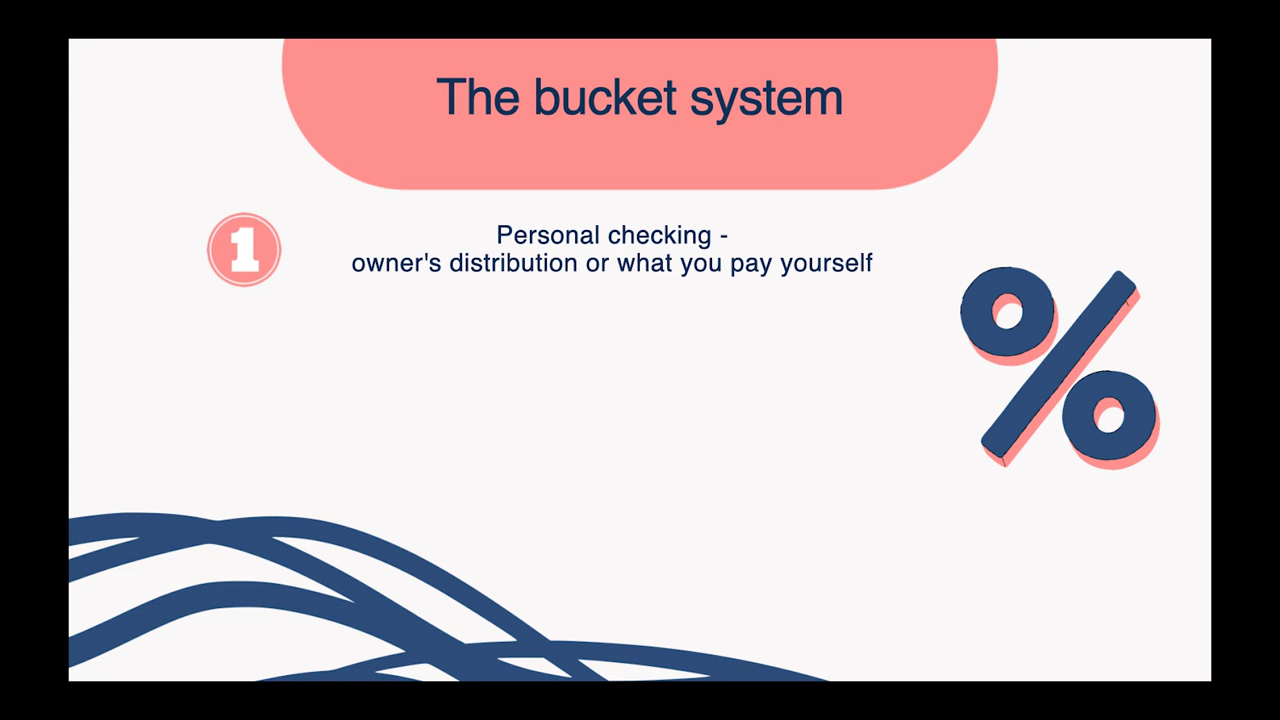 The bucket system
1
Personal checking -
owner's distribution or what you pay yourself
%